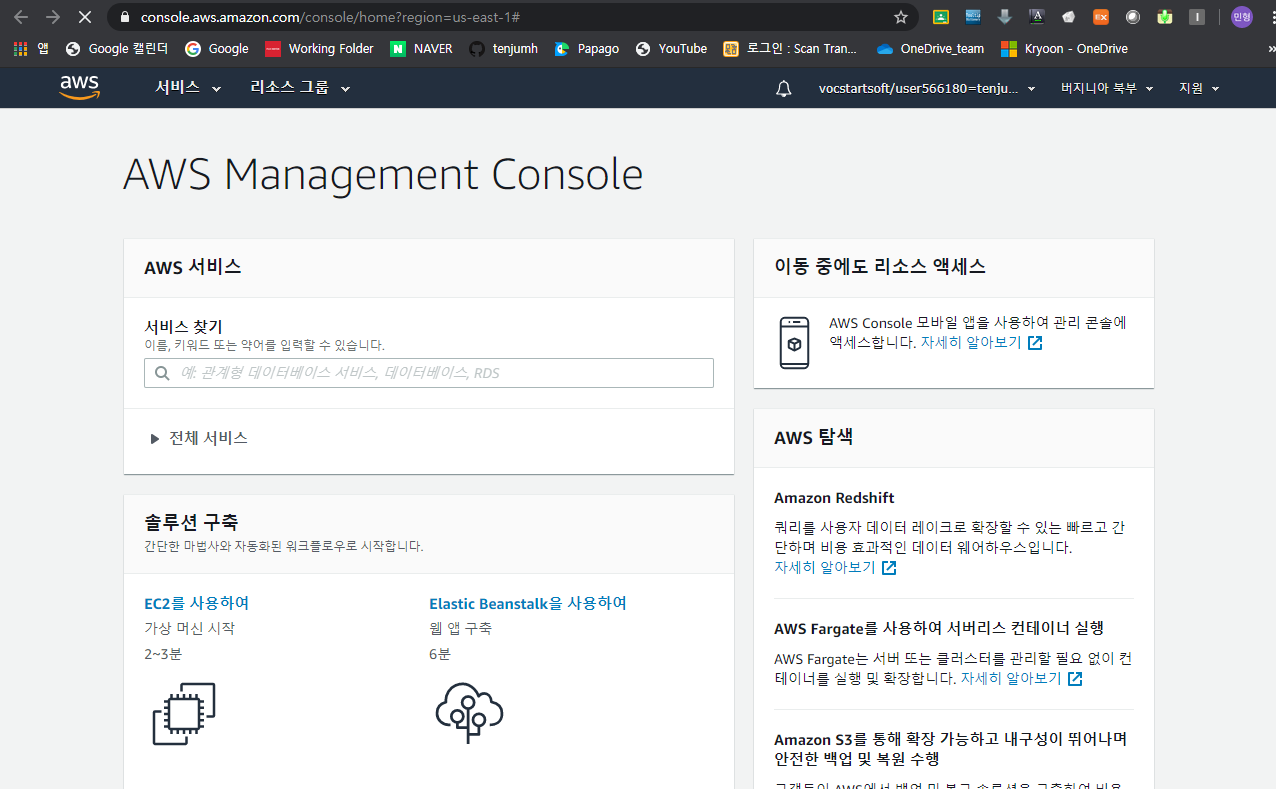 console.aws.amazon.com/console/home?region=us-east-1#
민형
앱 Google 캘린더 Google Working Folder NAVER tenjumh Papago YouTube 로그인 : Scan Tran... OneDrive_team Kryoon - OneDrive »
aws 서비스 리소스 그룹 vocstartsoft/user566180=tenju... 버지니아 북부 지원
AWS Management Console
AWS 서비스
서비스 찾기
이름, 키워드 또는 약어를 입력할 수 있습니다.
예: 관계형 데이터베이스 서비스, 데이터베이스, RDS
전체 서비스
솔루션 구축
간단한 마법사와 자동화된 워크플로우로 시작합니다.
EC2를 사용하여
가상 머신 시작
2~3분
Elastic Beanstalk을 사용하여
웹 앱 구축
6분
이동 중에도 리소스 액세스
AWS Console 모바일 앱을 사용하여 관리 콘솔에
액세스합니다. 자세히 알아보기
AWS 탐색
Amazon Redshift
쿼리를 사용자 데이터 레이크로 확장할 수 있는 빠르고 간
단하며 비용 효과적인 데이터 웨어하우스입니다.
자세히 알아보기
AWS Fargate를 사용하여 서버리스 컨테이너 실행
AWS Fargate는 서버 또는 클러스터를 관리할 필요 없이 컨
테이너를 실행 및 확장합니다. 자세히 알아보기
Amazon S3를 통해 확장 가능하고 내구성이 뛰어나며
안전한 백업 및 복원 수행